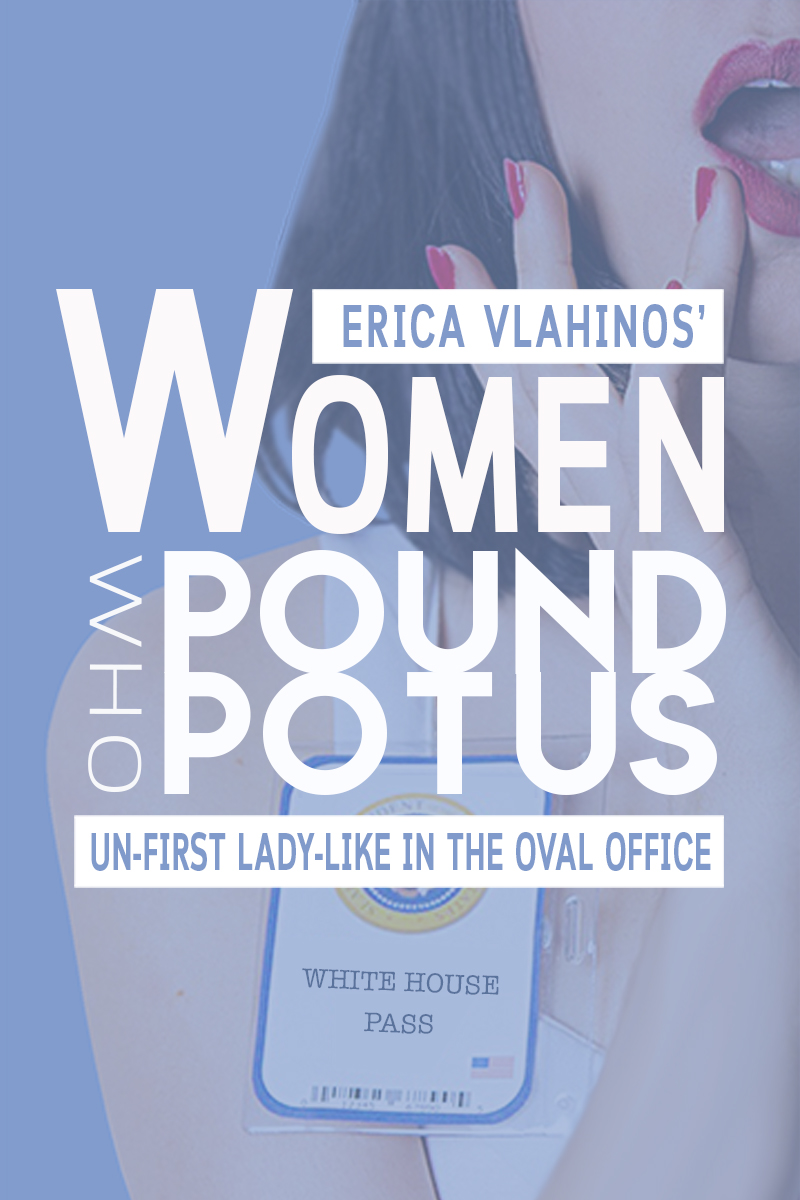 ERICA VLAHINOS’
WOMEN
WHO
POUND
POTUS
UN-FIRST LADY-LIKE IN THE OVAL OFFICE
WHITE HOUSE
PASS